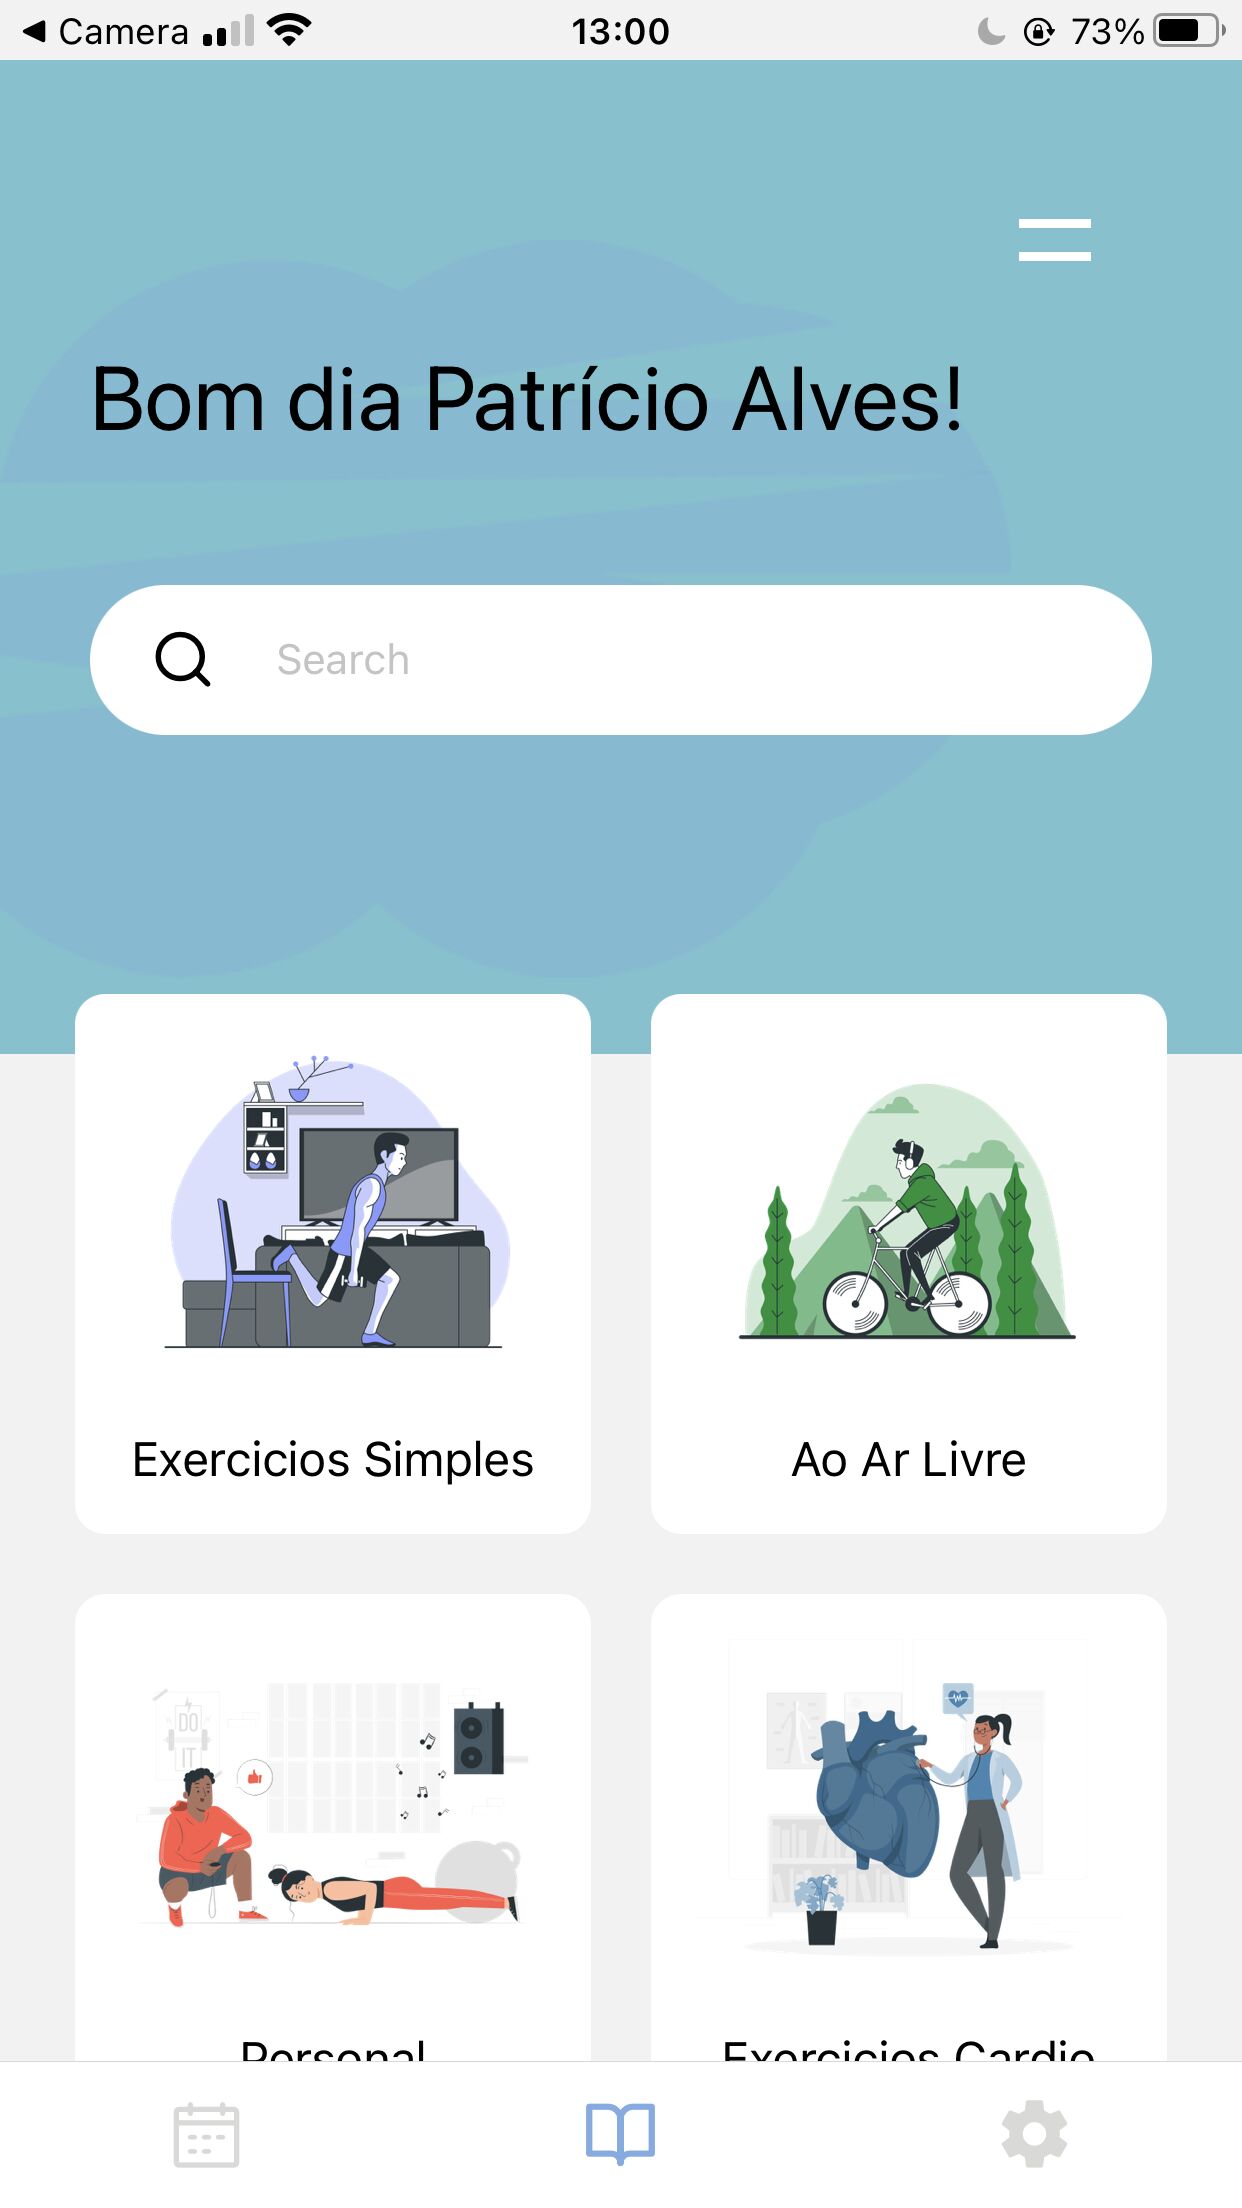 Camera 13:00 73%
Bom dia Patrício Alves!
Search
Exercicios Simples
Ao Ar Livre
DO
IT
Personal
Exercicios Cardio